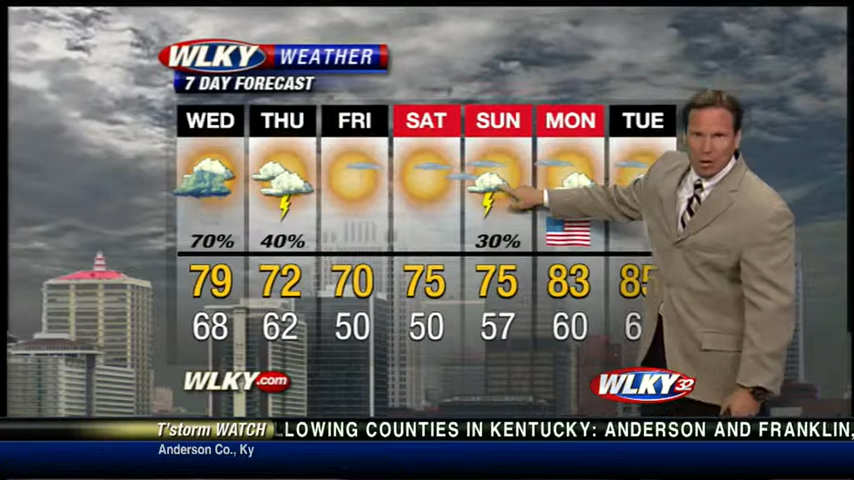 WLKY WEATHER
7 DAY FORECAST
WED THU FRI SAT SUN MON TUE
70% 40% 30%
79 72 70 75 75 83 85
68 62 50 50 57 60 6
WLKY.com
WLKY 32
T'storm WATCH LLOWING COUNTIES IN KENTUCKY: ANDERSON AND FRANKLIN,
Anderson Co., Ky